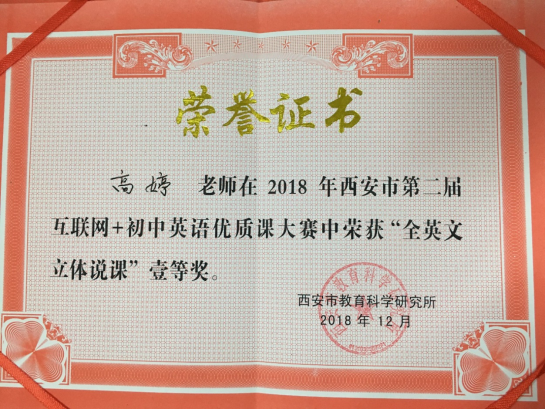 荣誉证书
高婷 老师在 2018 年西安市第二届
互联网+初中英语优质课大赛中荣获“全英文
立体说课”壹等奖。
西安市教育科学研究所
2018 年 12 月